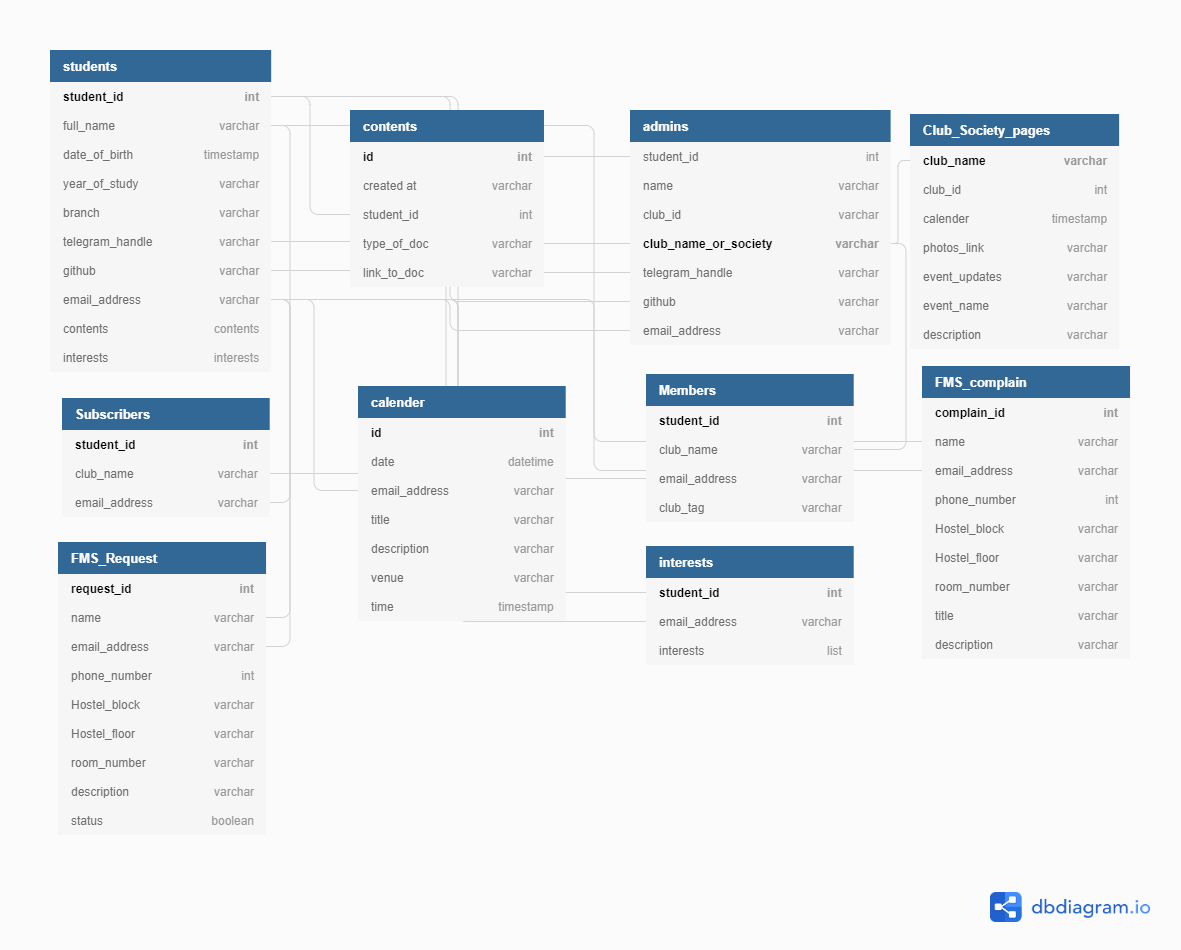 students
student_id int
full_name varchar
date_of_birth timestamp
year_of_study varchar
branch varchar
telegram_handle varchar
github varchar
email_address varchar
contents contents
interests interests
contents
id int
created at varchar
student_id int
type_of_doc varchar
link_to_doc varchar
admins
student_id int
name varchar
club_id varchar
club_name_or_society varchar
telegram_handle varchar
github varchar
email_address varchar
Club_Society_pages
club_name varchar
club_id int
calender timestamp
photos_link varchar
event_updates varchar
event_name varchar
description varchar
Subscribers
student_id int
club_name varchar
email_address varchar
calender
id int
date datetime
email_address varchar
title varchar
description varchar
venue varchar
time timestamp
Members
student_id int
club_name varchar
email_address varchar
club_tag varchar
FMS_complain
complain_id int
name varchar
email_address varchar
phone_number int
Hostel_block varchar
Hostel_floor varchar
room_number varchar
title varchar
description varchar
FMS_Request
request_id int
name varchar
email_address varchar
phone_number int
Hostel_block varchar
Hostel_floor varchar
room_number varchar
description varchar
status boolean
interests
student_id int
email_address varchar
interests list
dbdiagram.io